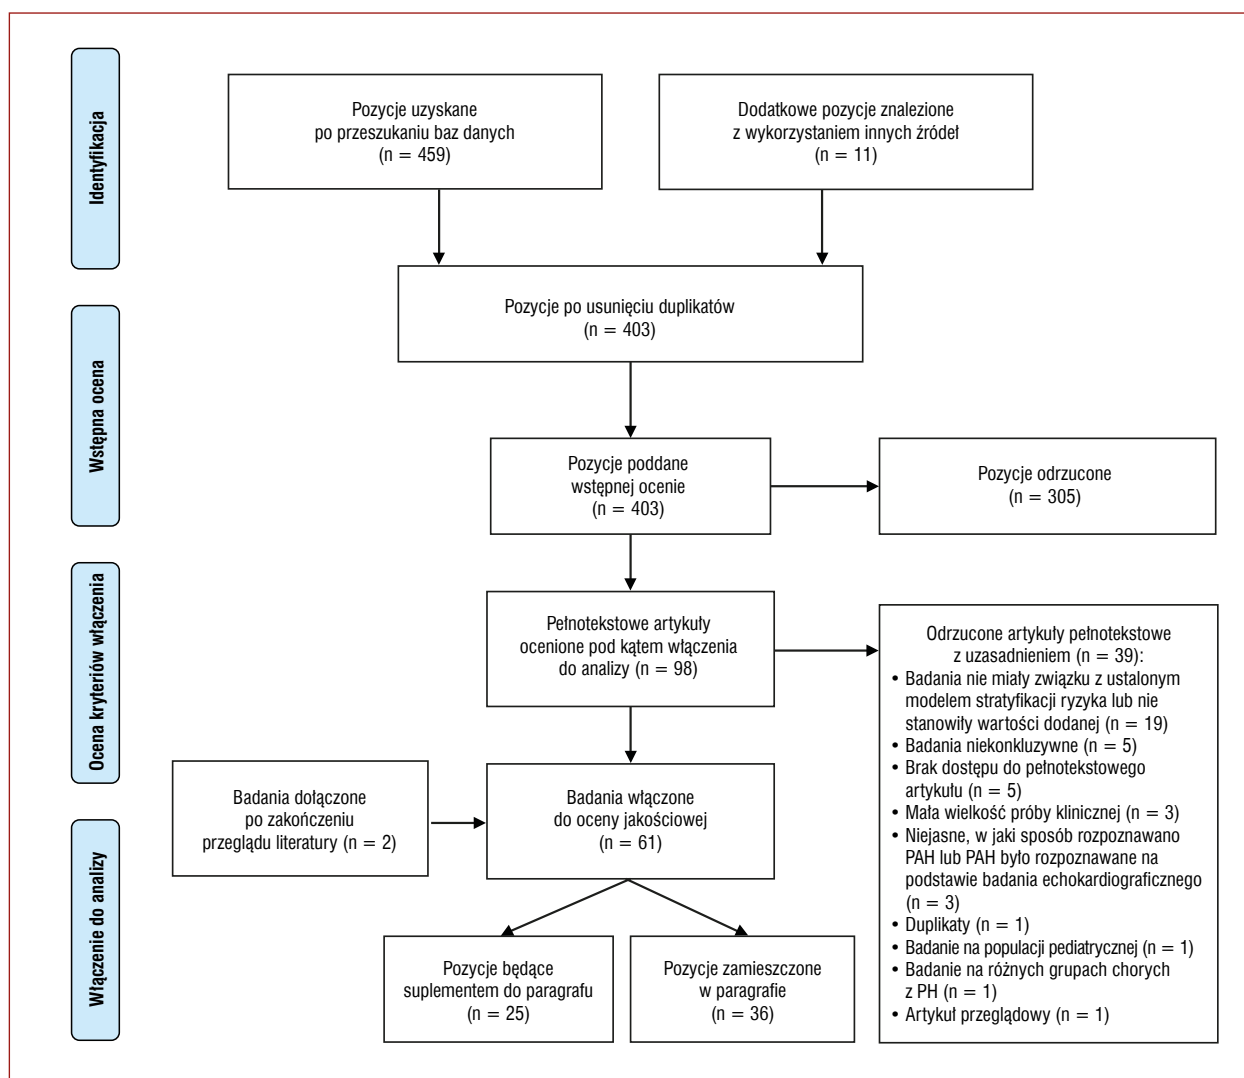 Identyfikacja
Pozycje uzyskane
po przeszukaniu baz danych
(n = 459)
Dodatkowe pozycje znalezione
z wykorzystaniem innych źródeł
(n = 11)
Pozycje po usunięciu duplikatów
(n = 403)
Wstępna ocena
Pozycje poddane
wstępnej ocenie
(n = 403)
Pozycje odrzucone
(n = 305)
Ocena kryteriów włączenia
Pełnotekstowe artykuły
ocenione pod kątem włączenia
do analizy (n = 98)
Odrzucone artykuły pełnotekstowe
z uzasadnieniem (n = 39):
• Badania nie miały związku z ustalonym
modelem stratyfikacji ryzyka lub nie
stanowiły wartości dodanej (n = 19)
• Badania niekonkluzywne (n = 5)
• Brak dostępu do pełnotekstowego
artykułu (n = 5)
• Mała wielkość próby klinicznej (n = 3)
• Niejasne, w jaki sposób rozpoznawano
PAH lub PAH było rozpoznawane na
podstawie badania echokardiograficznego
(n = 3)
• Duplikaty (n = 1)
• Badanie na populacji pediatrycznej (n = 1)
• Badanie na różnych grupach chorych
z PH (n = 1)
• Artykuł przeglądowy (n = 1)
Badania dołączone
po zakończeniu
przeglądu literatury (n = 2)
Badania włączone
do oceny jakościowej
(n = 61)
Włączenie do analizy
Pozycje będące
suplementem do paragrafu
(n = 25)
Pozycje zamieszczone
w paragrafie
(n = 36)